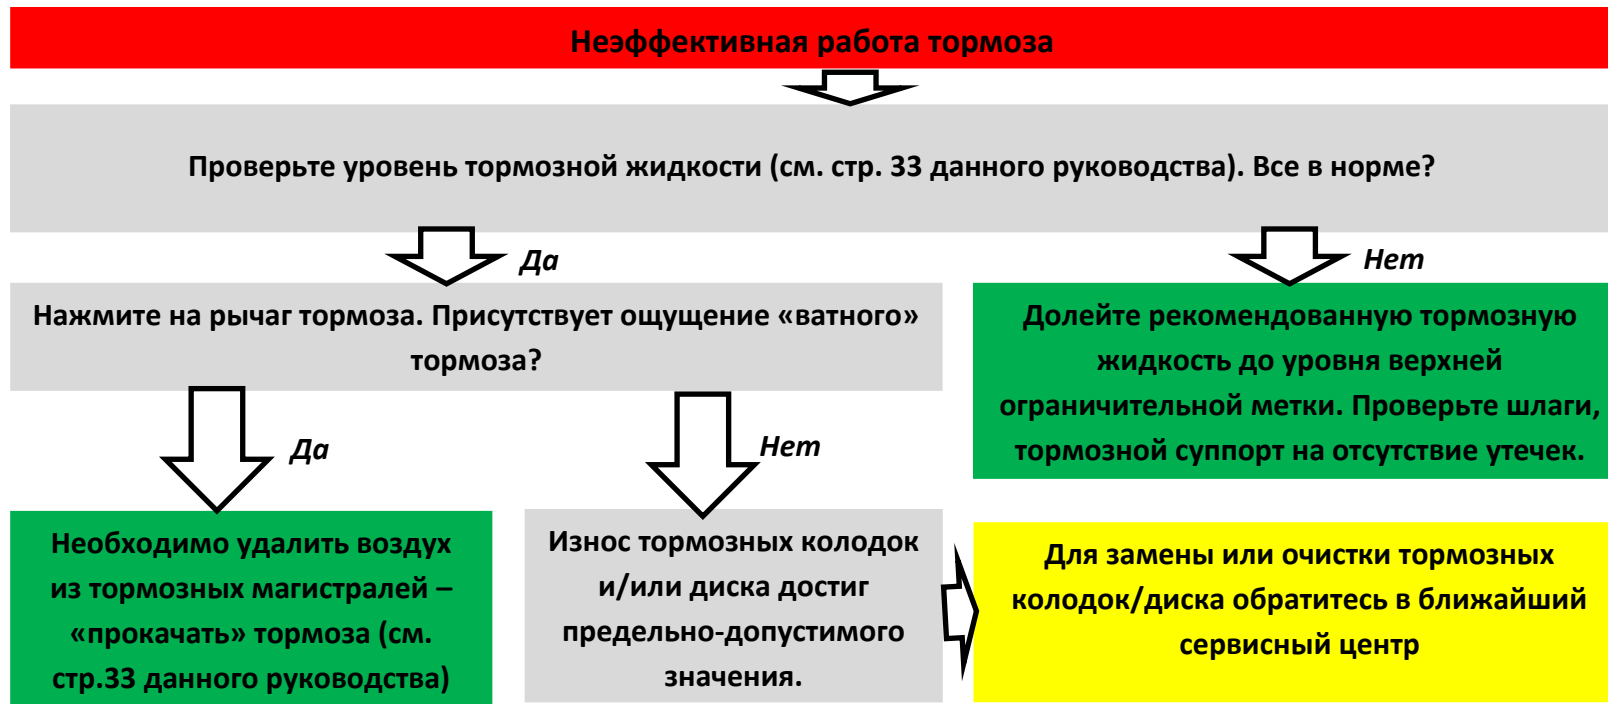 Неэффективная работа тормоза
Проверьте уровень тормозной жидкости (см. стр. 33 данного руководства). Все в норме?
Да
Нет
Нажмите на рычаг тормоза. Присутствует ощущение «ватного»
тормоза?
Долейте рекомендованную тормозную
жидкость до уровня верхней
ограничительной метки. Проверьте шлаги,
тормозной суппорт на отсутствие утечек.
Да
Нет
Необходимо удалить воздух
из тормозных магистралей –
«прокачать» тормоза (см.
стр.33 данного руководства)
Износ тормозных колодок
и/или диска достиг
предельно-допустимого
значения.
Для замены или очистки тормозных
колодок/диска обратитесь в ближайший
сервисный центр